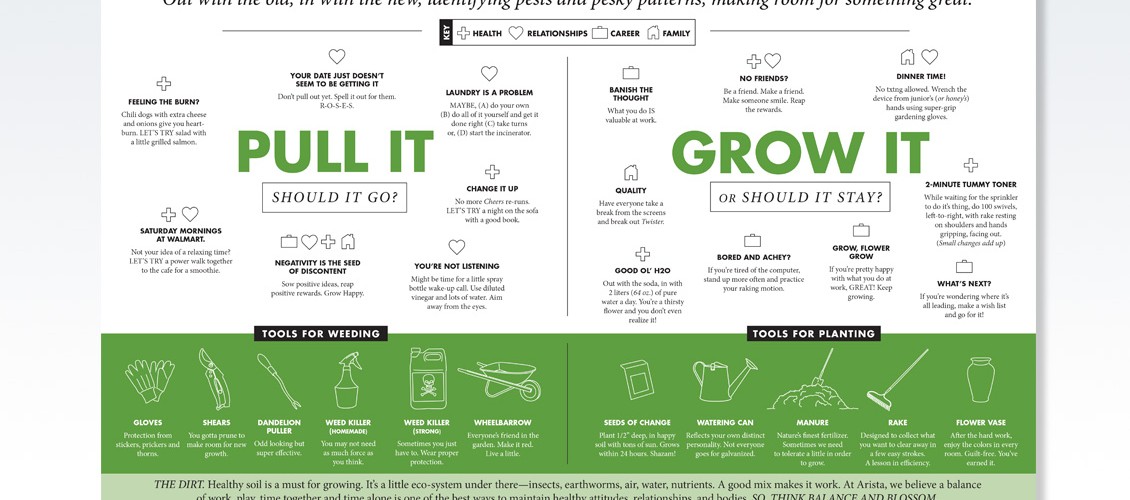 Out with the old, in with the new, identifying pests and pesky patterns, making room for something great.
KEY
HEALTH
RELATIONSHIPS
CAREER
FAMILY
YOUR DATE JUST DOESN'T
SEEM TO BE GETTING IT
Don't pull out yet. Spell it out for them.
R-O-S-E-S.
FEELING THE BURN?
Chili dogs with extra cheese
and onions give you heart-
burn. LET'S TRY salad with
a little grilled salmon.
LAUNDRY IS A PROBLEM
MAYBE, (A) do your own
(B) do all of it yourself and get it
done right (C) take turns
or, (D) start the incinerator.
PULL IT
SHOULD IT GO?
CHANGE IT UP
No more Cheers re-runs.
LET'S TRY a night on the sofa
with a good book.
SATURDAY MORNINGS
AT WALMART.
Not your idea of a relaxing time?
LET'S TRY a power walk together
to the cafe for a smoothie.
NEGATIVITY IS THE SEED
OF DISCONTENT
Sow positive ideas, reap
positive rewards. Grow Happy.
YOU'RE NOT LISTENING
Might be time for a little spray
bottle wake-up call. Use diluted
vinegar and lots of water. Aim
away from the eyes.
BANISH THE
THOUGHT
What you do IS
valuable at work.
NO FRIENDS?
Be a friend. Make a friend.
Make someone smile. Reap
the rewards.
DINNER TIME!
No txtng allowed. Wrench the
device from junior's (or honey's)
hands using super-grip
gardening gloves.
GROW IT
OR SHOULD IT STAY?
QUALITY
Have everyone take a
break from the screens
and break out Twister.
2-MINUTE TUMMY TONER
While waiting for the sprinkler
to do it's thing, do 100 swivels,
left-to-right, with rake resting
on shoulders and hands
gripping, facing out.
(Small changes add up)
GOOD OL' H2O
Out with the soda, in with
2 liters (64 oz.) of pure
water a day. You're a thirsty
flower and you don't even
realize it!
BORED AND ACHEY?
If you're tired of the computer,
stand up more often and practice
your raking motion.
GROW, FLOWER
GROW
If you're pretty happy
with what you do at
work, GREAT! Keep
growing.
WHAT'S NEXT?
If you're wondering where it's
all leading, make a wish list
and go for it!
TOOLS FOR WEEDING
GLOVES
Protection from
stickers, prickers and
thorns.
SHEARS
You gotta prune to
make room for new
growth.
DANDELION
PULLER
Odd looking but
super effective.
WEED KILLER
(HOMEMADE)
You may not need
as much force as
you think.
WEED KILLER
(STRONG)
Sometimes you just
have to. Wear proper
protection.
WHEELBARROW
Everyone's friend in the
garden. Make it red.
Live a little.
TOOLS FOR PLANTING
SEEDS OF CHANGE
Plant 1/2" deep, in happy
soil with tons of sun. Grows
within 24 hours. Shazam!
WATERING CAN
Reflects your own distinct
personality. Not everyone
goes for galvanized.
MANURE
Nature's finest fertilizer.
Sometimes we need
to tolerate a little in order
to grow.
RAKE
Designed to collect what
you want to clear away in
a few easy strokes.
A lesson in efficiency.
FLOWER VASE
After the hard work,
enjoy the colors in every
room. Guilt-free. You've
earned it.
THE DIRT. Healthy soil is a must for growing. It's a little eco-system under there—insects, earthworms, air, water, nutrients. A good mix makes it work. At Arista, we believe a balance
of work, play, time together and time alone is one of the best ways to maintain healthy attitudes, relationships, and bodies. SO, THINK BALANCE AND BLOSSOM.